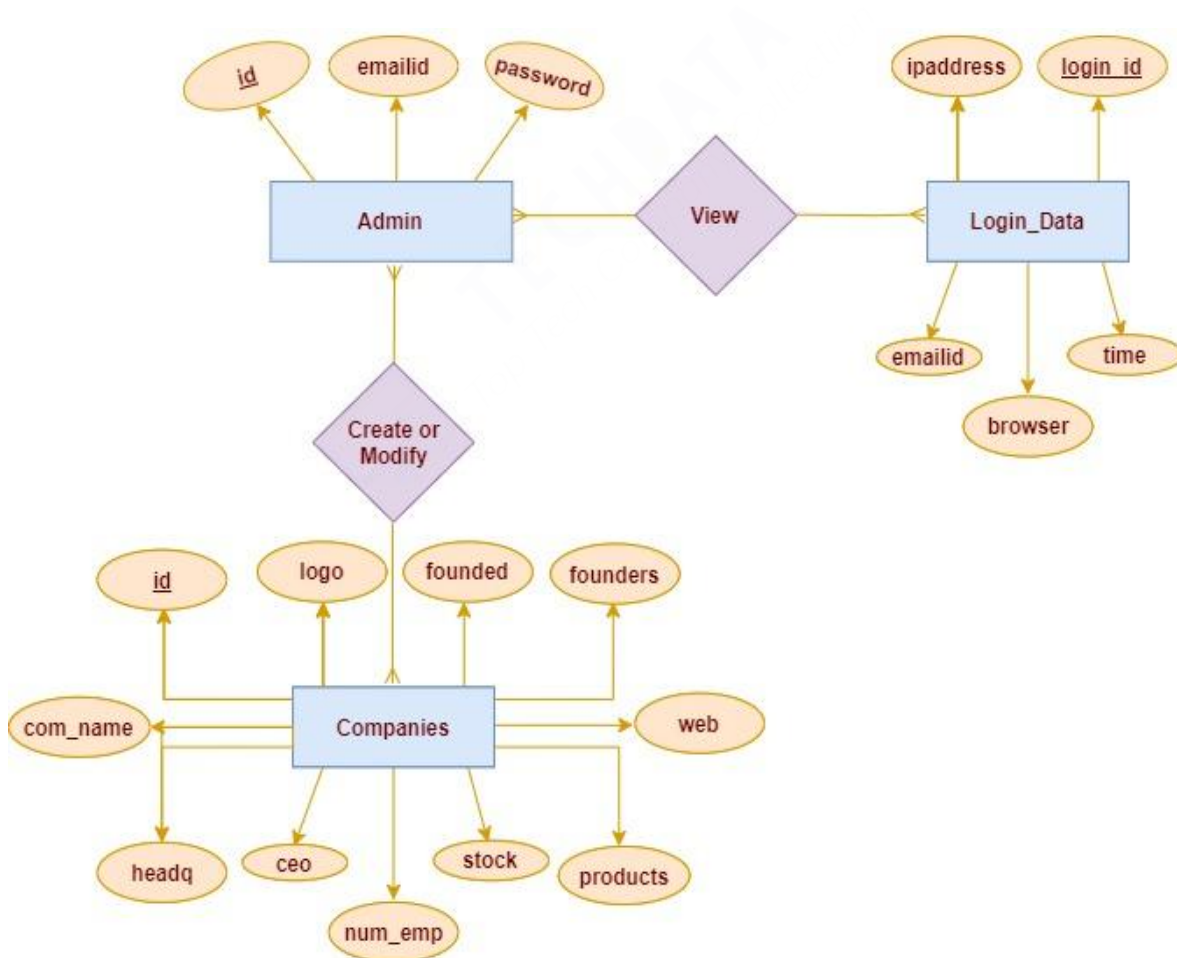 id
emailid
password
ipaddress
login_id
Admin
View
Login_Data
emailid
time
browser
Create or
Modify
id
logo
founded
founders
com_name
Companies
web
headq
ceo
stock
products
num_emp